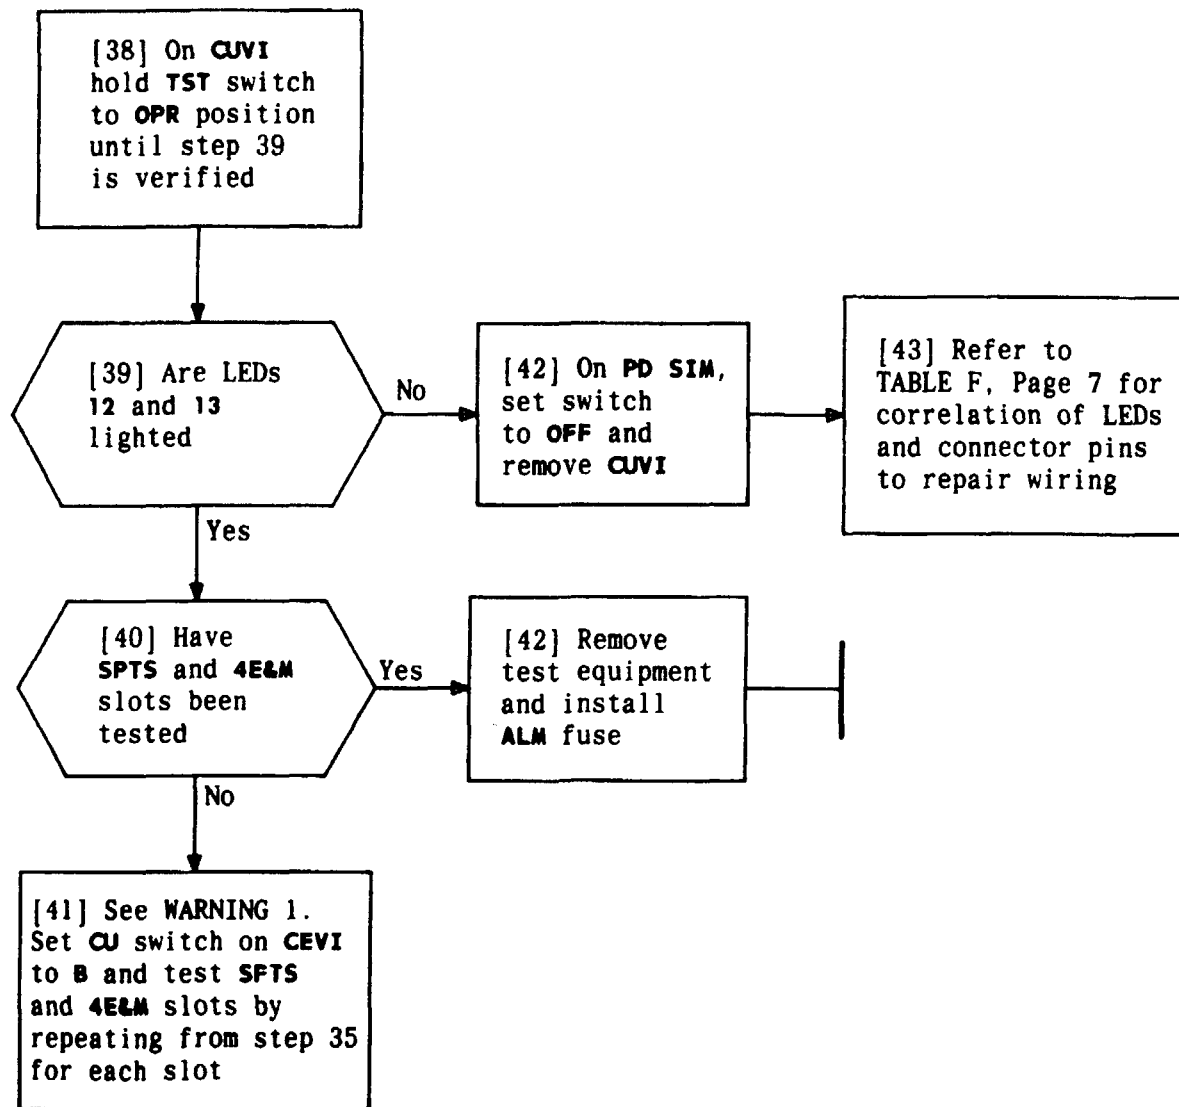 [38] On CUVI
hold TST switch
to OPR position
until step 39
is verified
[39] Are LEDs
12 and 13
lighted
No
[42] On PD SIM,
set switch
to OFF and
remove CUVI
[43] Refer to
TABLE F, Page 7 for
correlation of LEDs
and connector pins
to repair wiring
Yes
[40] Have
SPTS and 4E&M
slots been
tested
Yes
[42] Remove
test equipment
and install
ALM fuse
No
[41] See WARNING 1.
Set CU switch on CEVI
to B and test SFTS
and 4E&M slots by
repeating from step 35
for each slot